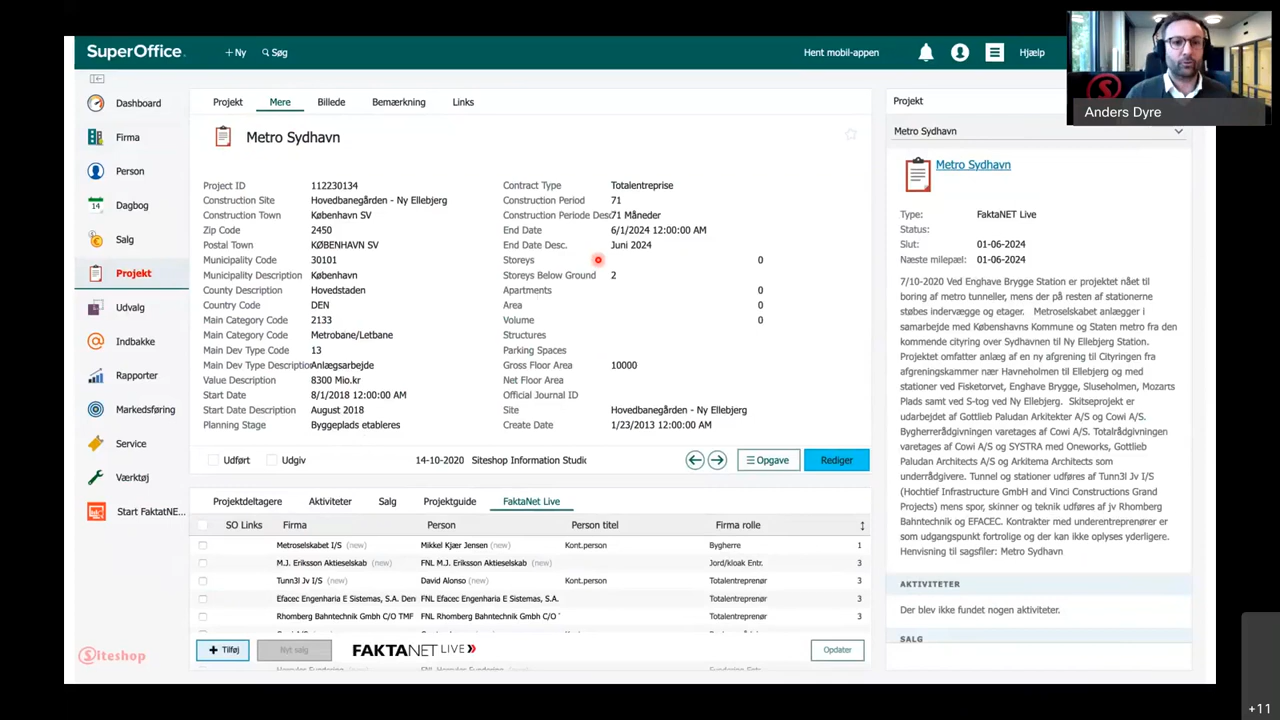 SuperOffice.
+ Ny
Søg
Hent mobil-appen
Hjælp
Anders Dyre
Dashboard
Firma
Person
14
Dagbog
Salg
Projekt
Udvalg
Indbakke
Rapporter
Markedsføring
Service
Værktøj
Start FaktatNE...
Siteshop
Projekt
Mere
Billede
Bemærkning
Links
Metro Sydhavn
Project ID 112230134
Construction Site Hovedbanegården - Ny Ellebjerg
Construction Town København SV
Zip Code 2450
Postal Town KØBENHAVN SV
Municipality Code 30101
Municipality Description København
County Description Hovedstaden
Country Code DEN
Main Category Code 2133
Main Category Code Metrobane/Letbane
Main Dev Type Code 13
Main Dev Type Description Anlægsarbejde
Value Description 8300 Mio.kr
Start Date 8/1/2018 12:00:00 AM
Start Date Description August 2018
Planning Stage Byggeplads etableres
Contract Type Totalentreprise
Construction Period 71
Construction Periode Desc 71 Måneder
End Date 6/1/2024 12:00:00 AM
End Date Desc. Juni 2024
Storeys 0
Storeys Below Ground 2
Apartments 0
Area 0
Volume 0
Structures
Parking Spaces
Gross Floor Area 10000
Net Floor Area
Official Journal ID
Site Hovedbanegården - Ny Ellebjerg
Create Date 1/23/2013 12:00:00 AM
Udført
Udgiv
14-10-2020 Siteshop Information Studio
Opgave
Rediger
Projektdeltagere
Aktiviteter
Salg
Projektguide
FaktaNet Live
SO Links Firma Person Person titel Firma rolle
Metroselskabet I/S (new) Mikkel Kjær Jensen (new) Kont.person Bygherre 1
M.J. Eriksson Aktieselskab (new) FNL M.J. Eriksson Aktieselskab (new) Jord/kloak Entr. 3
Tunn3l Jv I/S (new) David Alonso (new) Kont.person Totalentreprenør 3
Efacec Engenharia E Sistemas, S.A. Den FNL Efacec Engenharia E Sistemas, S.A. Totalentreprenør 3
Rhomberg Bahntechnik Gmbh C/O TMF FNL Rhomberg Bahntechnik Gmbh C/O Totalentreprenør 3
+ Tilføj
Nyt salg
FAKTANET LIVE
Opdater
Projekt
Metro Sydhavn
Metro Sydhavn
Type: FaktaNET Live
Status:
Slut: 01-06-2024
Næste milepæl: 01-06-2024
7/10-2020 Ved Enghave Brygge Station er projektet nået til
boring af metro tunneller, mens der på resten af stationerne
støbes indervægge og etager. Metroselskabet anlægger i
samarbejde med Københavns Kommune og Staten metro fra den
kommende cityring over Sydhavnen til Ny Ellebjerg Station.
Projektet omfatter anlæg en ny afgrening til Cityringen fra
afgreningskammer nær Havneholmen til Ellebjerg og med
stationer ved Fisketorvet, Enghave Brygge, Sluseholmen, Mozarts
Plads samt ved S-tog ved Ny Ellebjerg. Skitseprojekt er
udarbejdet af Gottlieb Paludan Arkitekter A/S og Cowi A/S.
Bygherrerådgivningen varetages af Cowi A/S. Totalrådgivningen
varetages af Cowi A/S og SYSTRA med Oneworks, Gottlieb
Paludan Architects A/S og Arkitema Architects som
underrådgivere. Tunnel og stationer udføres af Tunn3l Jv
(Hochtief Infrastructure GmbH and Vinci Constructions Grand
Projects) mens spor, skinner og teknik udføres af jv Rhomberg
Bahntechnik og EFACEC. Kontrakter med underentreprenører er
som udgangspunkt fortrolige og der kan ikke oplyses yderligere.
Henvisning til sagsfiler: Metro Sydhavn
AKTIVITETER
Der blev ikke fundet nogen aktiviteter.
SALG
+11